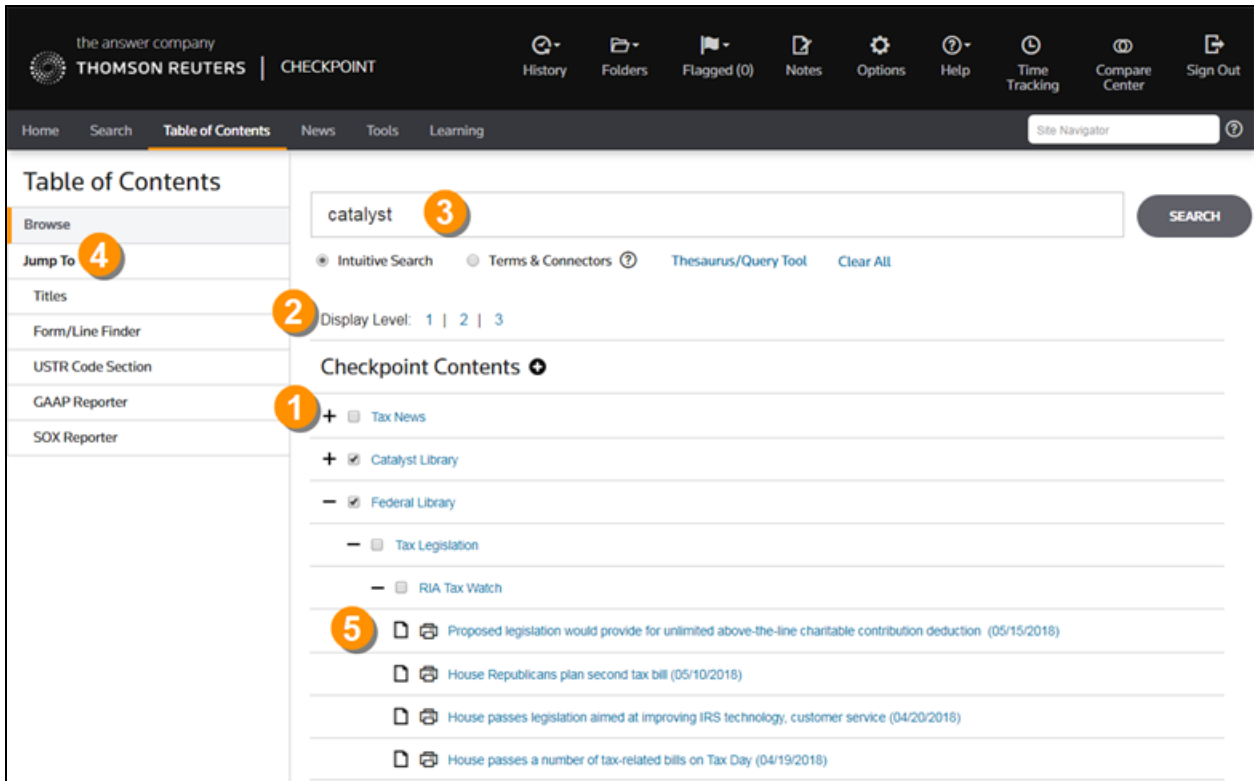 the answer company
THOMSON REUTERS | CHECKPOINT
History
Folders
Flagged (0)
Notes
Options
Help
Time
Tracking
Compare
Center
Sign Out
Home Search Table of Contents News Tools Learning
Site Navigator
Table of Contents
Browse
Jump To 4
Titles
Form/Line Finder
USTR Code Section
GAAP Reporter
SOX Reporter
catalyst 3
SEARCH
Intuitive Search Terms & Connectors ? Thesaurus/Query Tool Clear All
2 Display Level: 1 | 2 | 3
Checkpoint Contents
1 + Tax News
+ Catalyst Library
− Federal Library
− Tax Legislation
− RIA Tax Watch
5 Proposed legislation would provide for unlimited above-the-line charitable contribution deduction (05/15/2018)
House Republicans plan second tax bill (05/10/2018)
House passes legislation aimed at improving IRS technology, customer service (04/20/2018)
House passes a number of tax-related bills on Tax Day (04/19/2018)